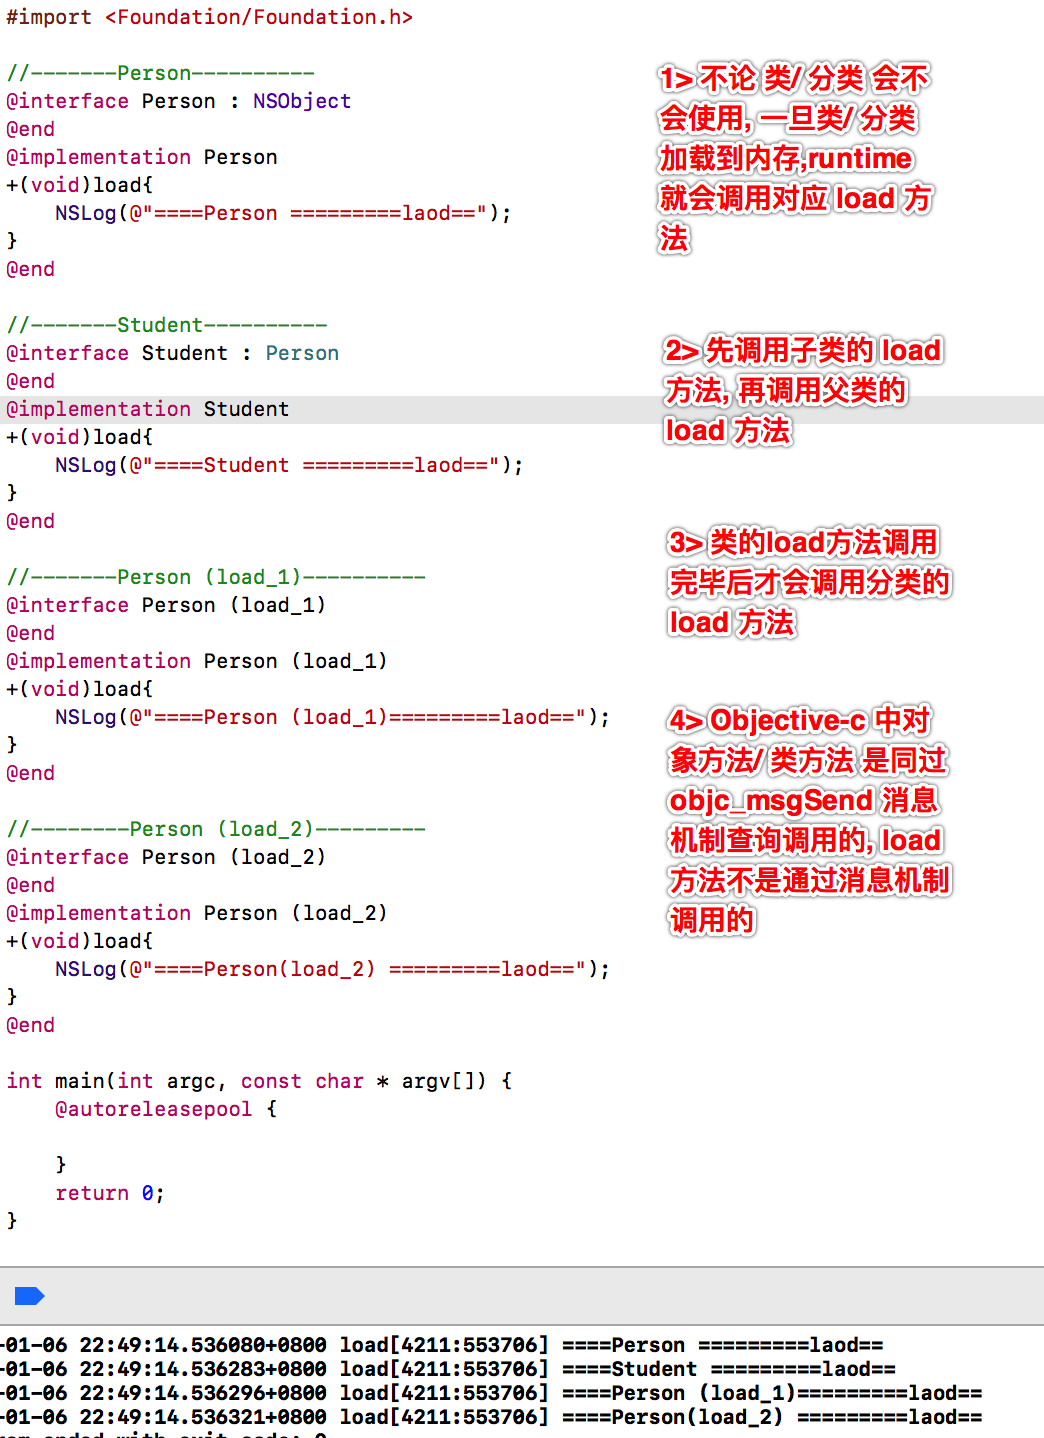 #import <Foundation/Foundation.h>
//-------Person----------
@interface Person : NSObject
@end
@implementation Person
+(void)load{
NSLog(@"====Person =========laod==");
}
@end
//-------Student----------
@interface Student : Person
@end
@implementation Student
+(void)load{
NSLog(@"====Student =========laod==");
}
@end
//-------Person (load_1)----------
@interface Person (load_1)
@end
@implementation Person (load_1)
+(void)load{
NSLog(@"====Person (load_1)=========laod==");
}
@end
//--------Person (load_2)---------
@interface Person (load_2)
@end
@implementation Person (load_2)
+(void)load{
NSLog(@"====Person(load_2) =========laod==");
}
@end
int main(int argc, const char * argv[]) {
@autoreleasepool {
}
return 0;
}
1> 不论 类/ 分类 会不
会使用, 一旦类/ 分类
加载到内存,runtime
就会调用对应 load 方
法
2> 先调用子类的 load
方法, 再调用父类的
load 方法
3> 类的load方法调用
完毕后才会调用分类的
load 方法
4> Objective-c 中对
象方法/ 类方法 是同过
objc_msgSend 消息
机制查询调用的, load
方法不是通过消息机制
调用的
-01-06 22:49:14.536080+0800 load[4211:553706] ====Person =========laod==
-01-06 22:49:14.536283+0800 load[4211:553706] ====Student =========laod==
-01-06 22:49:14.536296+0800 load[4211:553706] ====Person (load_1)=========laod==
-01-06 22:49:14.536321+0800 load[4211:553706] ====Person(load_2) =========laod==